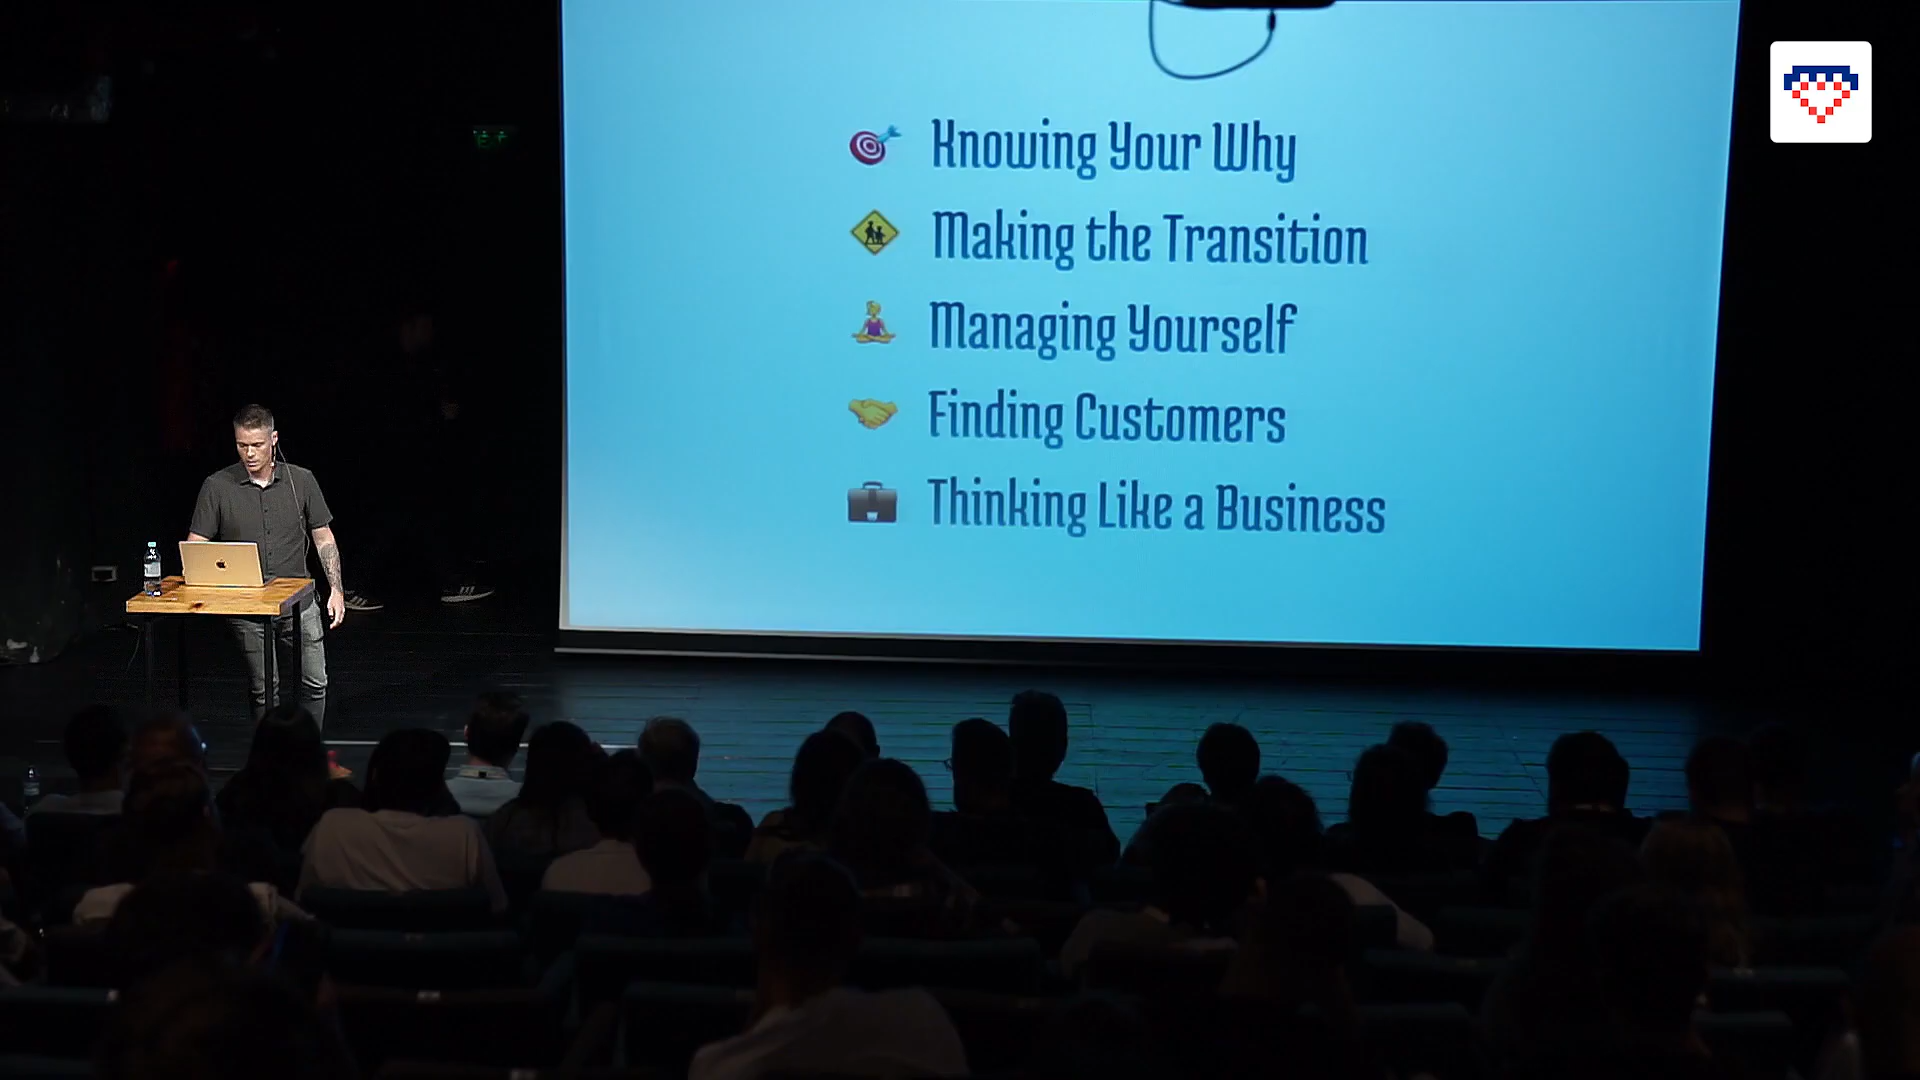 Knowing Your Why
Making the Transition
Managing Yourself
Finding Customers
Thinking Like a Business